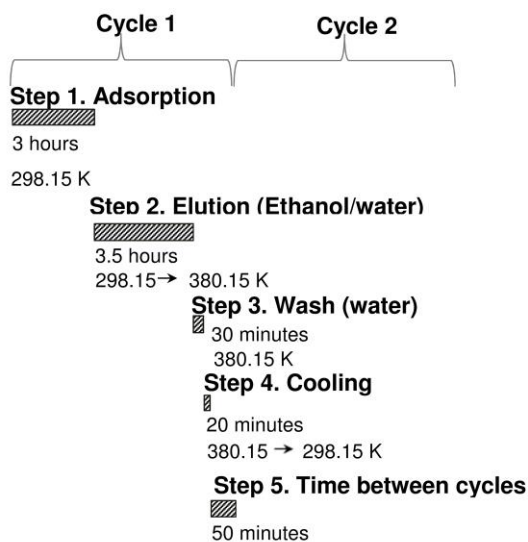 Cycle 1 Cycle 2
Step 1. Adsorption
3 hours
298.15 K
Step 2. Elution (Ethanol/water)
3.5 hours
298.15→ 380.15 K
Step 3. Wash (water)
30 minutes
380.15 K
Step 4. Cooling
20 minutes
380.15 → 298.15 K
Step 5. Time between cycles
50 minutes